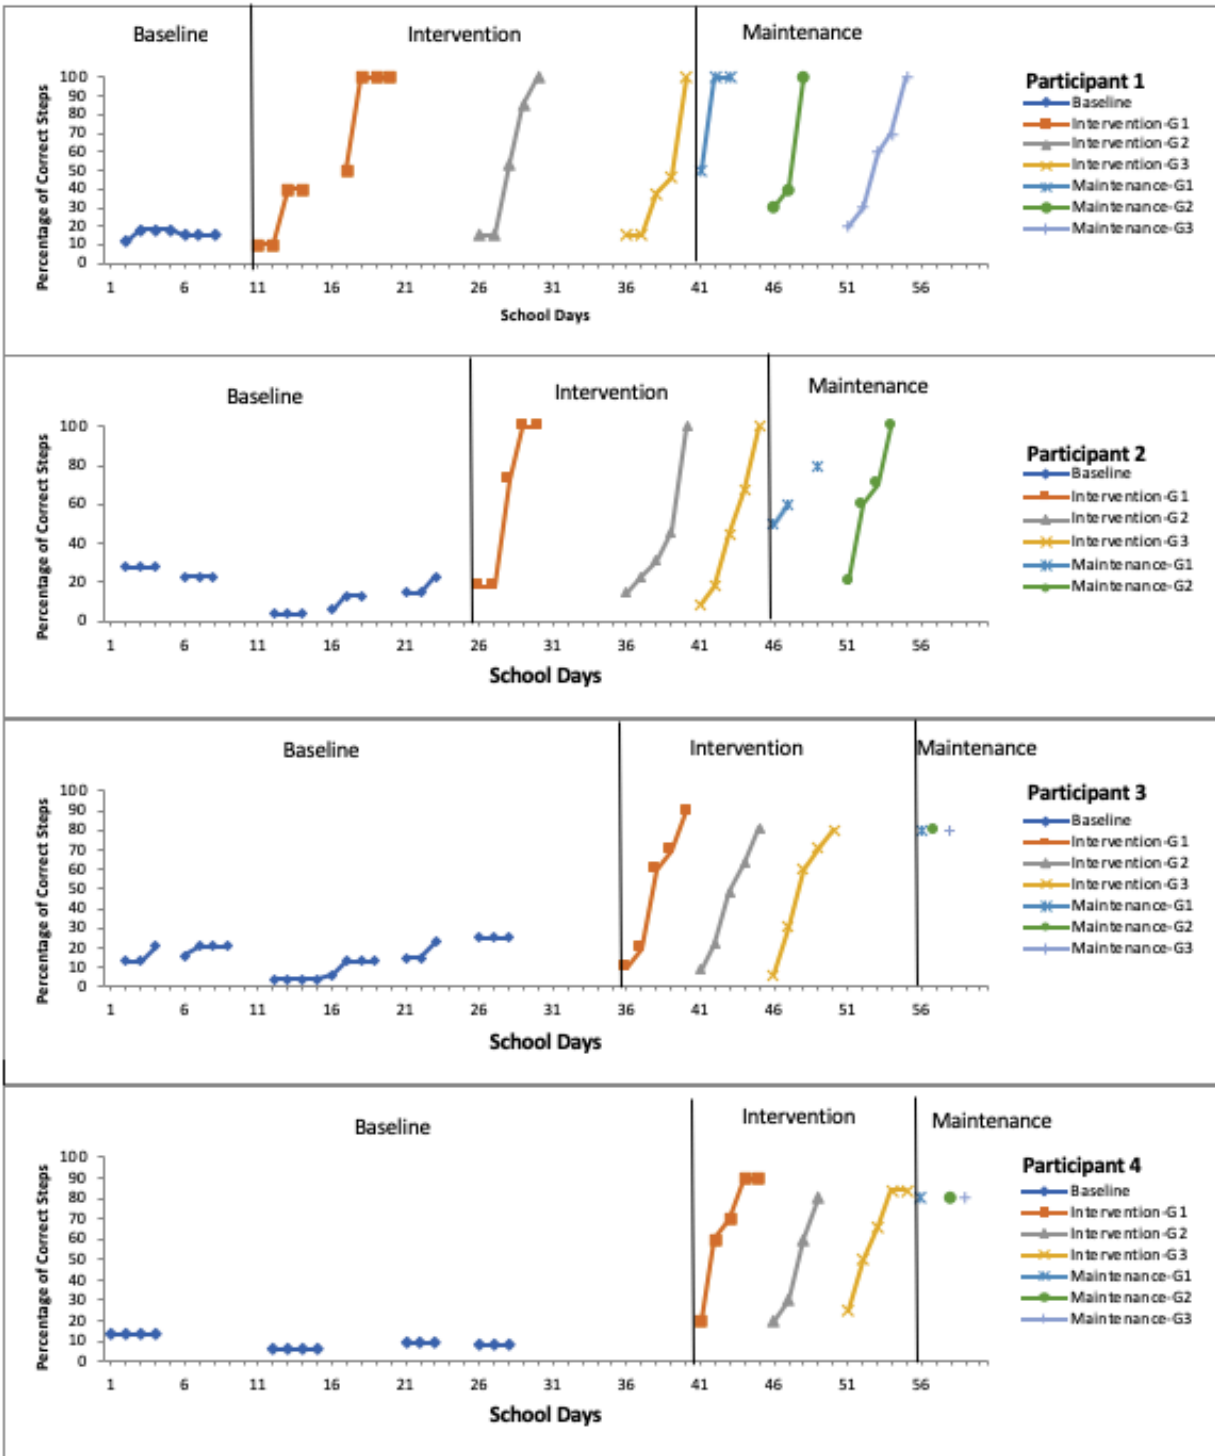 Baseline Intervention Maintenance
Percentage of Correct Steps
100
90
80
70
60
50
40
30
20
10
0
1 6 11 16 21 26 31 36 41 46 51 56
School Days
Participant 1
Baseline
Intervention-G1
Intervention-G2
Intervention-G3
Maintenance-G1
Maintenance-G2
Maintenance-G3
Baseline Intervention Maintenance
Percentage of Correct Steps
100
80
60
40
20
0
1 6 11 16 21 26 31 36 41 46 51 56
School Days
Participant 2
Baseline
Intervention-G1
Intervention-G2
Intervention-G3
Maintenance-G1
Maintenance-G2
Baseline Intervention Maintenance
Percentage of Correct Steps
100
90
80
70
60
50
40
30
20
10
0
1 6 11 16 21 26 31 36 41 46 51 56
School Days
Participant 3
Baseline
Intervention-G1
Intervention-G2
Intervention-G3
Maintenance-G1
Maintenance-G2
Maintenance-G3
Baseline Intervention Maintenance
Percentage of Correct Steps
100
90
80
70
60
50
40
30
20
10
0
1 6 11 16 21 26 31 36 41 46 51 56
School Days
Participant 4
Baseline
Intervention-G1
Intervention-G2
Intervention-G3
Maintenance-G1
Maintenance-G2
Maintenance-G3